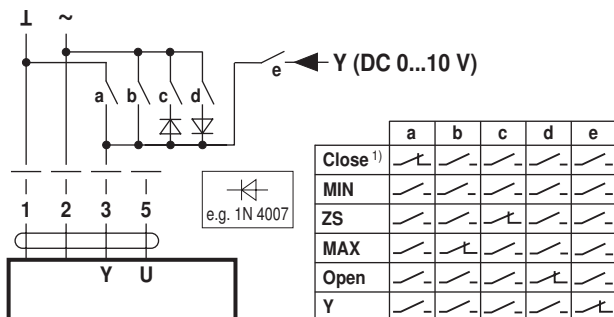 ⊥ ~
e Y (DC 0...10 V)
a b c d
1 2 3 5
e.g. 1N 4007
Y U
a b c d e
Close 1)
MIN
ZS
MAX
Open
Y